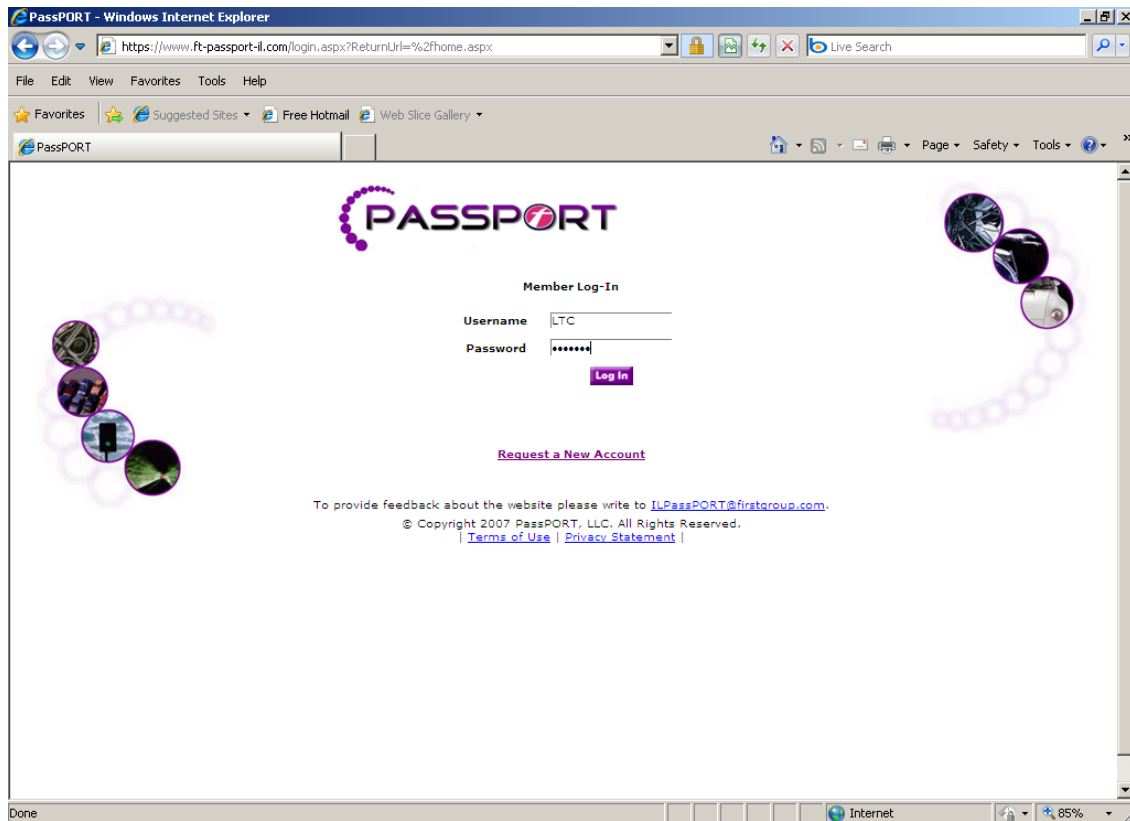 PassPORT - Windows Internet Explorer
https://www.ft-passport-il.com/login.aspx?ReturnUrl=%2fhome.aspx
Live Search
File Edit View Favorites Tools Help
Favorites Suggested Sites Free Hotmail Web Slice Gallery
PassPORT
Page Safety Tools »
PASSPORT
Member Log-In
Username LTC
Password •••••••
Log In
Request a New Account
To provide feedback about the website please write to ILPassPORT@firstgroup.com.
© Copyright 2007 PassPORT, LLC. All Rights Reserved.
| Terms of Use | Privacy Statement |
Done Internet 85%